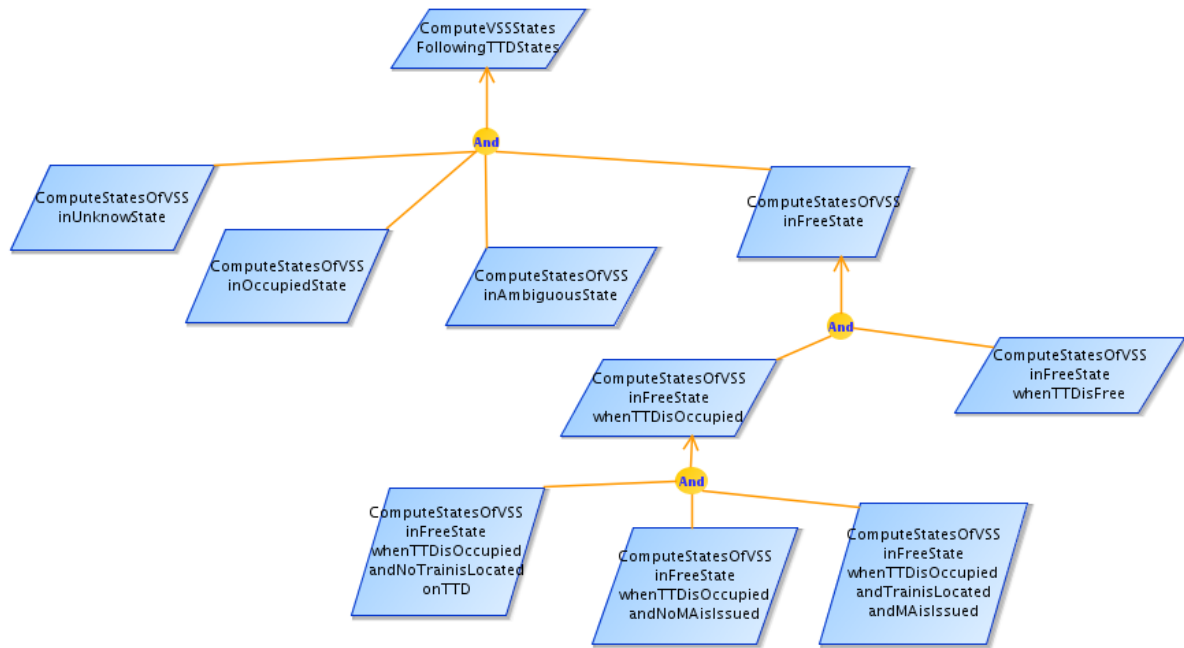 ComputeVSSStates
FollowingTTDStates
And
ComputeStatesOfVSS
inUnknowState
ComputeStatesOfVSS
inOccupiedState
ComputeStatesOfVSS
inAmbiguousState
ComputeStatesOfVSS
inFreeState
And
ComputeStatesOfVSS
inFreeState
whenTTDisOccupied
ComputeStatesOfVSS
inFreeState
whenTTDisFree
And
ComputeStatesOfVSS
inFreeState
whenTTDisOccupied
andNoTrainisLocated
onTTD
ComputeStatesOfVSS
inFreeState
whenTTDisOccupied
andNoMAisIssued
ComputeStatesOfVSS
inFreeState
whenTTDisOccupied
andTrainisLocated
andMAisIssued